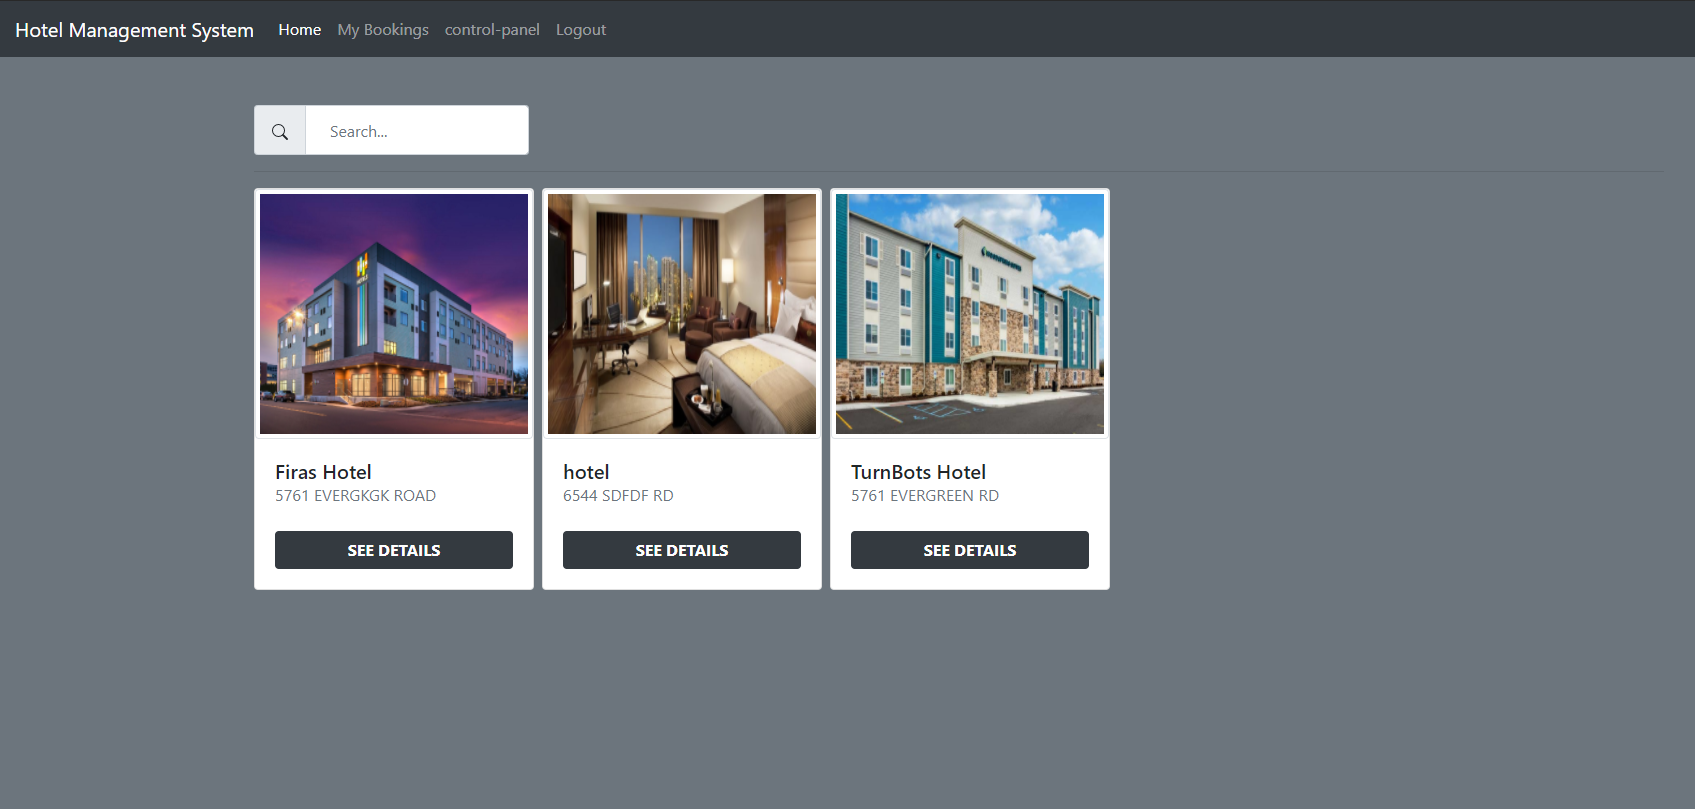 Hotel Management System Home My Bookings control-panel Logout
Search...
Firas Hotel
5761 EVERGKGK ROAD
SEE DETAILS
hotel
6544 SDFDF RD
SEE DETAILS
TurnBots Hotel
5761 EVERGREEN RD
SEE DETAILS